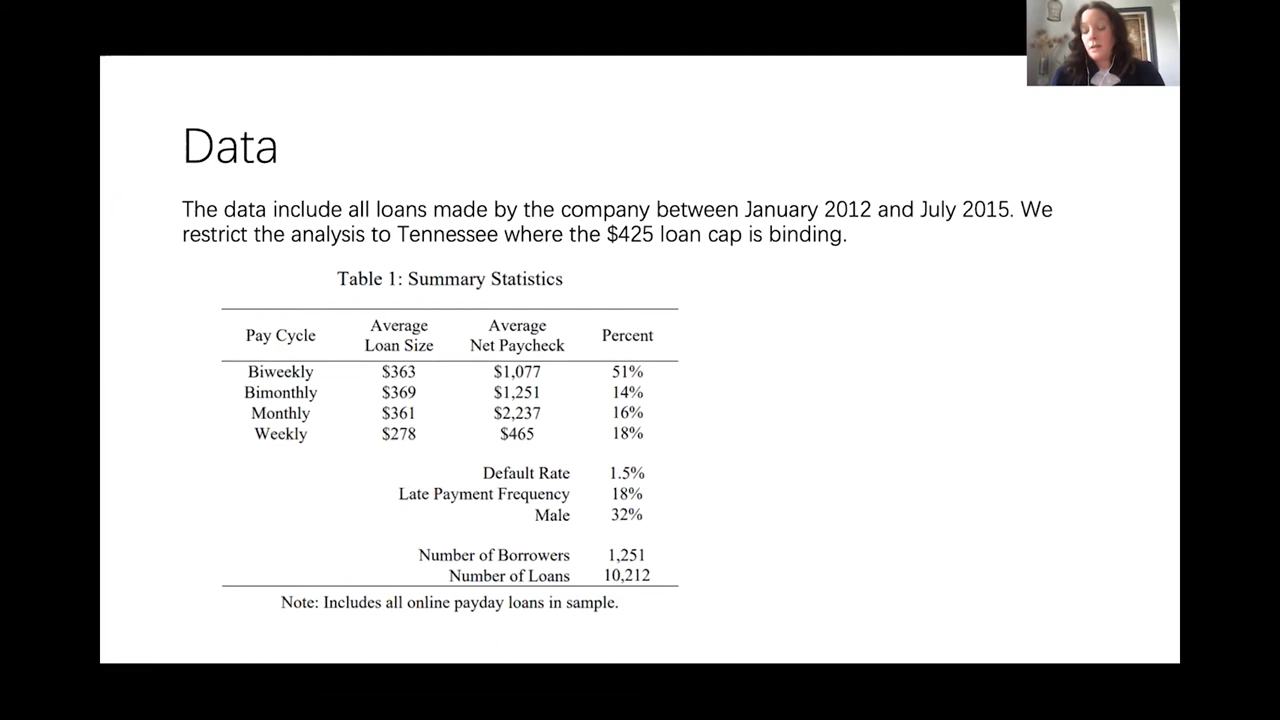 Data
The data include all loans made by the company between January 2012 and July 2015. We
restrict the analysis to Tennessee where the $425 loan cap is binding.
Table 1: Summary Statistics
Pay Cycle Average Loan Size Average Net Paycheck Percent
Biweekly $363 $1,077 51%
Bimonthly $369 $1,251 14%
Monthly $361 $2,237 16%
Weekly $278 $465 18%
Default Rate 1.5%
Late Payment Frequency 18%
Male 32%
Number of Borrowers 1,251
Number of Loans 10,212
Note: Includes all online payday loans in sample.